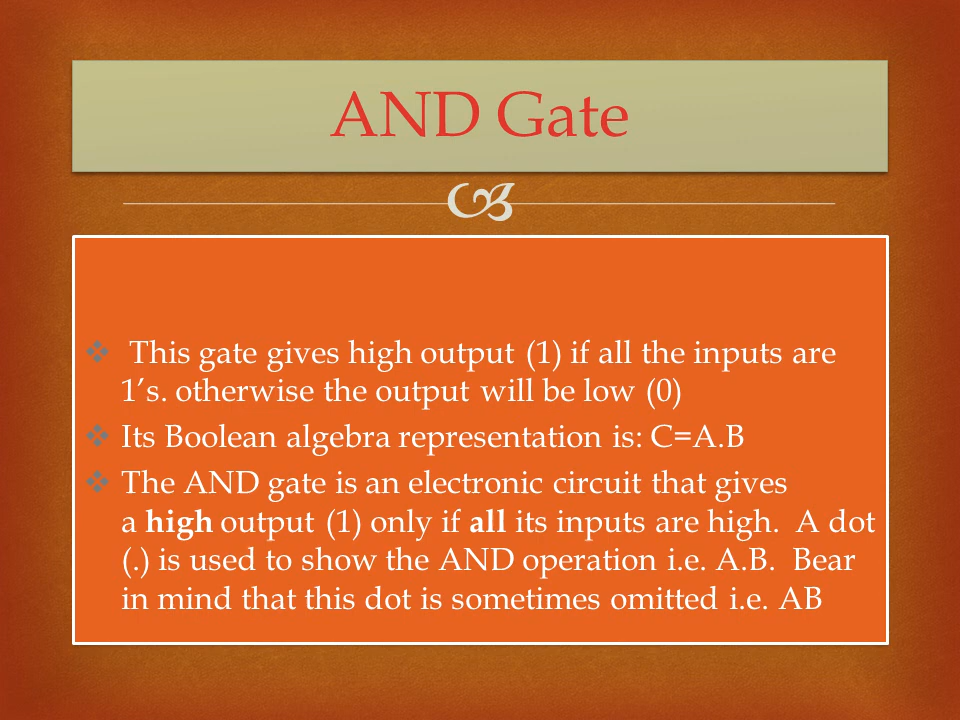 AND Gate
❖ This gate gives high output (1) if all the inputs are
1’s. otherwise the output will be low (0)
❖ Its Boolean algebra representation is: C=A.B
❖ The AND gate is an electronic circuit that gives
a high output (1) only if all its inputs are high.  A dot
(.) is used to show the AND operation i.e. A.B.  Bear
in mind that this dot is sometimes omitted i.e. AB